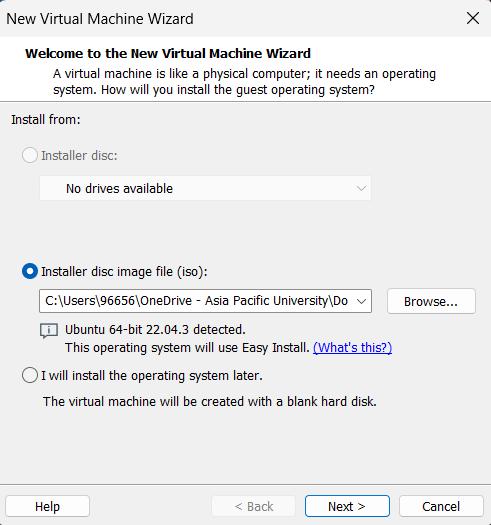 New Virtual Machine Wizard
Welcome to the New Virtual Machine Wizard
A virtual machine is like a physical computer; it needs an operating
system. How will you install the guest operating system?
Install from:
Installer disc:
No drives available
Installer disc image file (iso):
C:\Users\96656\OneDrive - Asia Pacific University\Do
Browse...
Ubuntu 64-bit 22.04.3 detected.
This operating system will use Easy Install. (What's this?)
I will install the operating system later.
The virtual machine will be created with a blank hard disk.
Help
< Back
Next >
Cancel